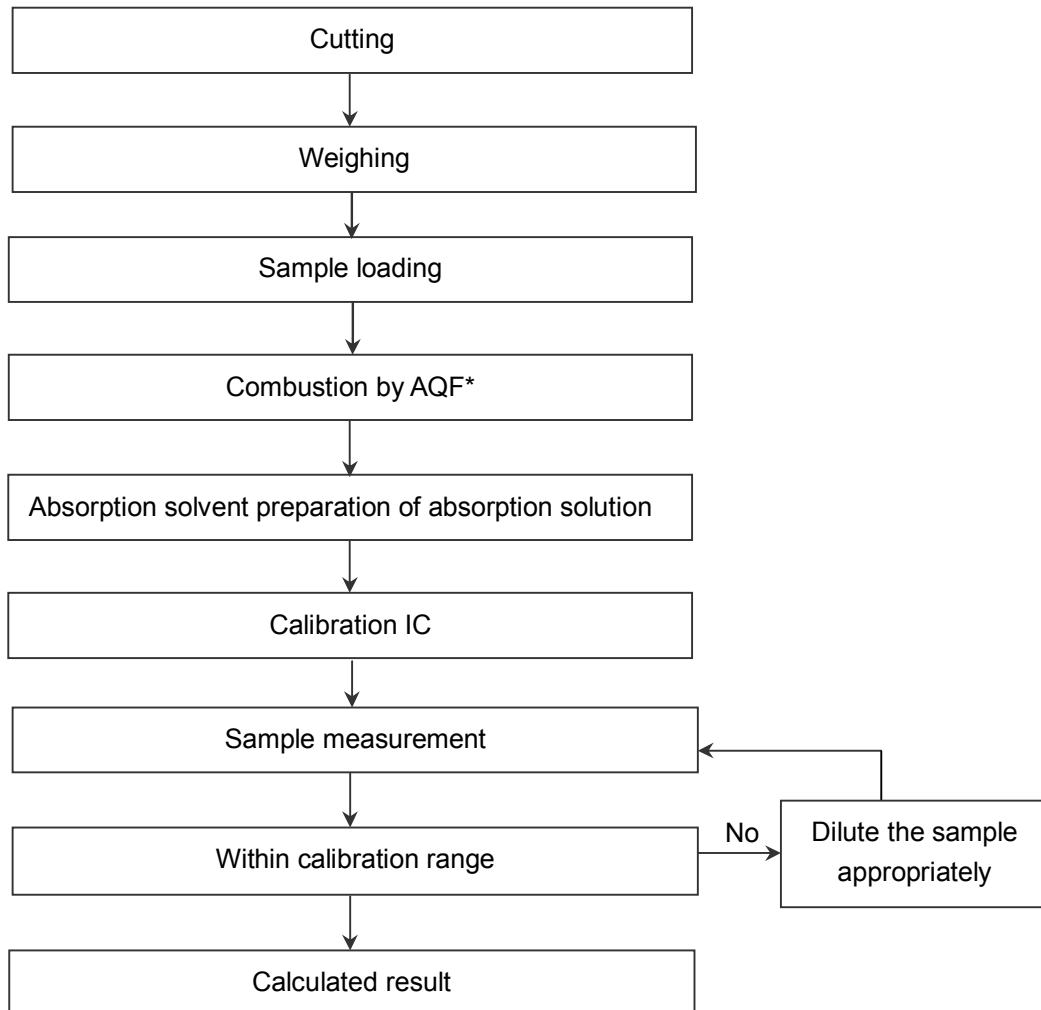 Cutting
Weighing
Sample loading
Combustion by AQF*
Absorption solvent preparation of absorption solution
Calibration IC
Sample measurement
Within calibration range
No
Dilute the sample
appropriately
Calculated result